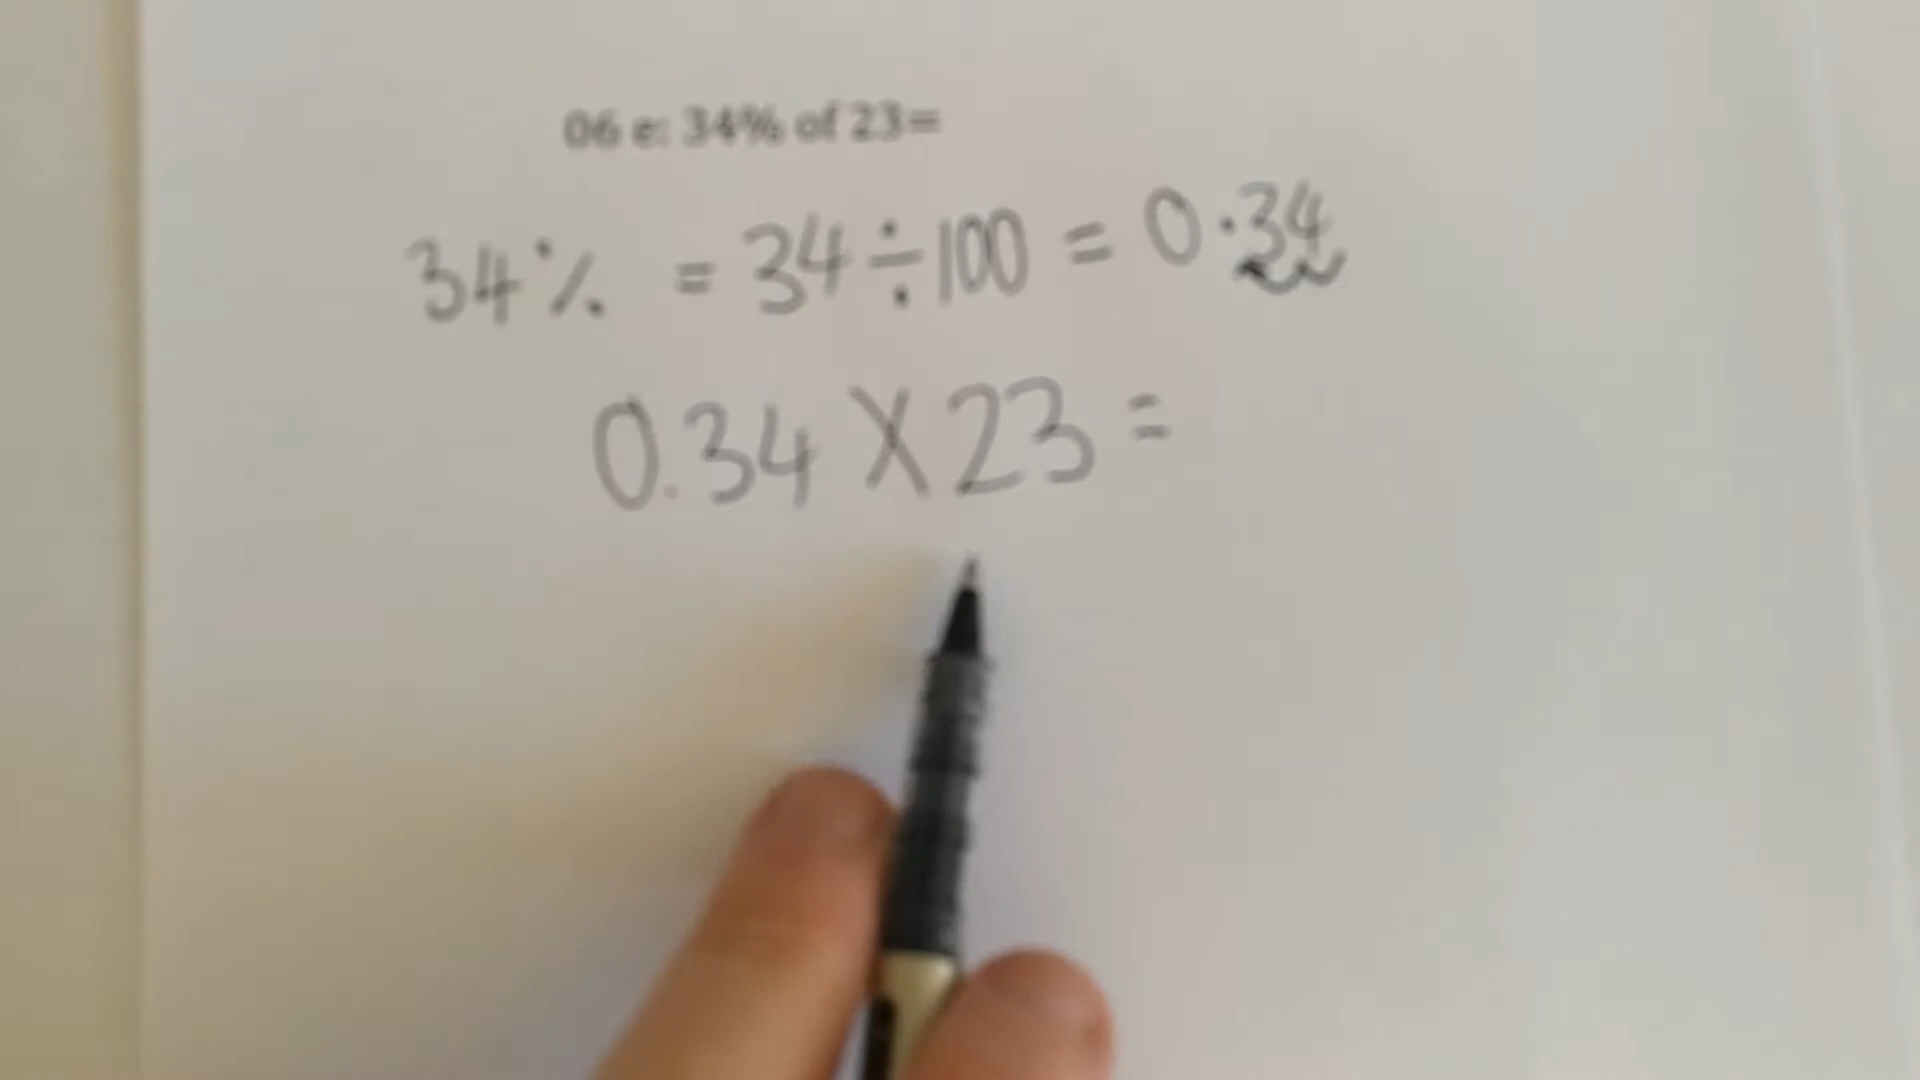 06 e: 34% of 23=
34% = 34÷100 = 0.34
0.34 X 23 =